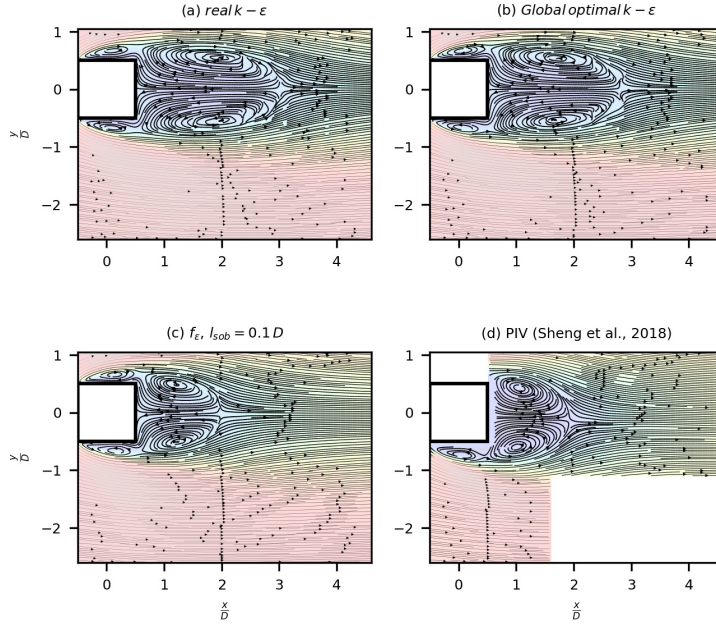 (a) real k − ε
(b) Global optimal k − ε
1
0
−1
−2
y/D
0 1 2 3 4
1
0
−1
−2
0 1 2 3 4
(c) f_ε, l_sob = 0.1 D
(d) PIV (Sheng et al., 2018)
1
0
−1
−2
y/D
0 1 2 3 4
x/D
1
0
−1
−2
0 1 2 3 4
x/D